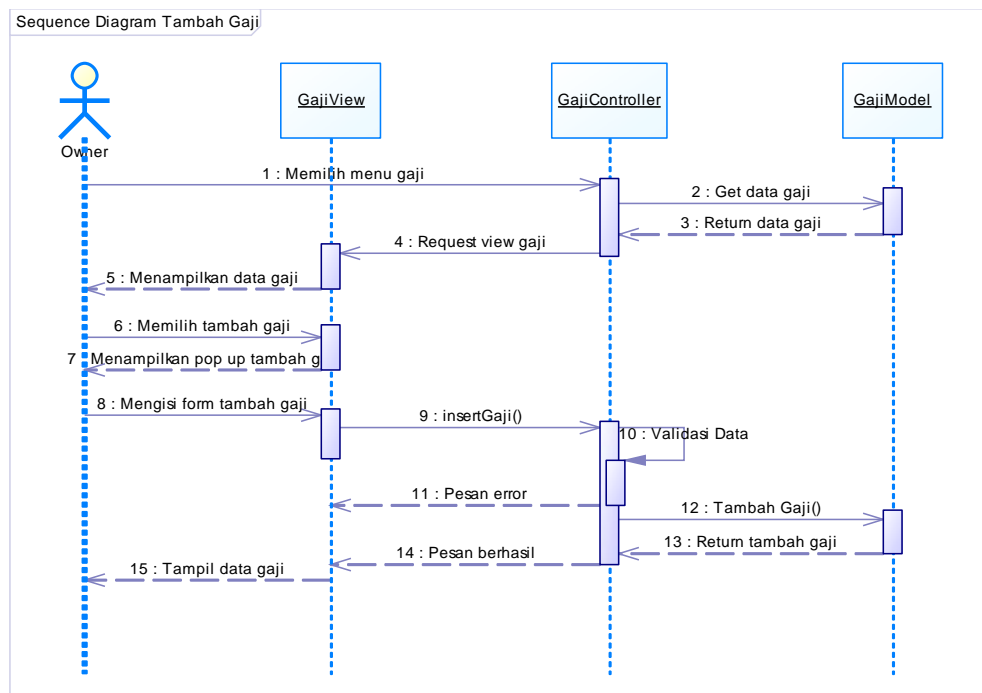 Sequence Diagram Tambah Gaji
GajiView
GajiController
GajiModel
Owner
1 : Memilih menu gaji
2 : Get data gaji
3 : Return data gaji
4 : Request view gaji
5 : Menampilkan data gaji
6 : Memilih tambah gaji
7 Menampilkan pop up tambah g
8 : Mengisi form tambah gaji
9 : insertGaji()
10 : Validasi Data
11 : Pesan error
12 : Tambah Gaji()
13 : Return tambah gaji
14 : Pesan berhasil
15 : Tampil data gaji